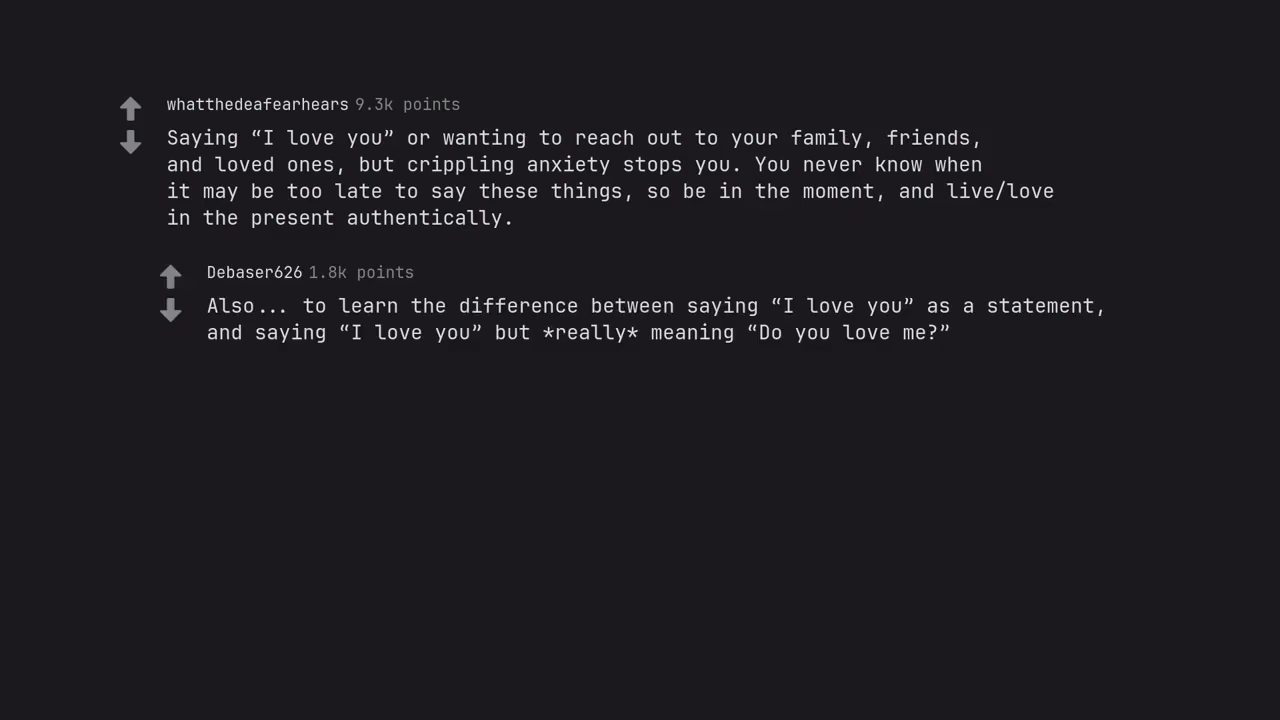 whatthedeafearhears 9.3k points
Saying “I love you” or wanting to reach out to your family, friends,
and loved ones, but crippling anxiety stops you. You never know when
it may be too late to say these things, so be in the moment, and live/love
in the present authentically.
Debaser626 1.8k points
Also... to learn the difference between saying “I love you” as a statement,
and saying “I love you” but *really* meaning “Do you love me?”